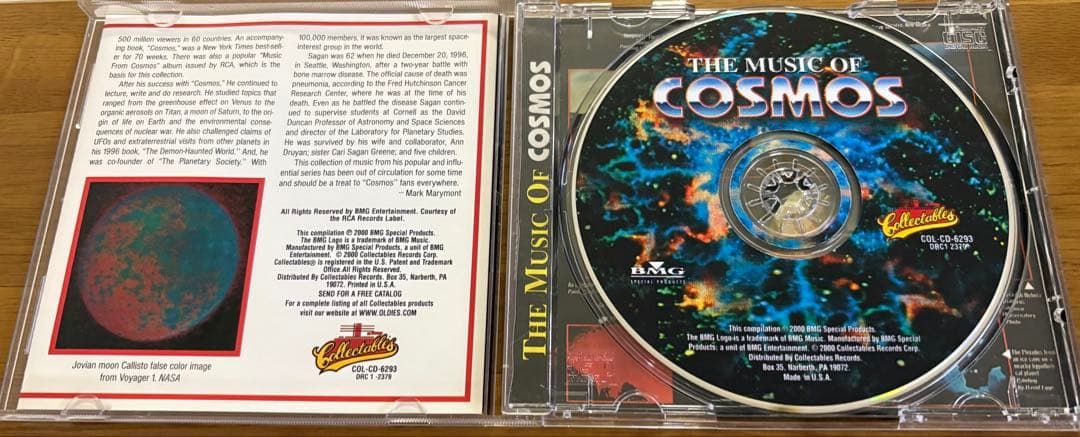 500 million viewers in 60 countries. An accompany-
ing book, "Cosmos," was a New York Times best-sell-
er for 70 weeks. There was also a popular "Music
From Cosmos" album issued by RCA, which is the
basis for this collection.
After his success with "Cosmos," He continued to
lecture, write and do research. He studied topics that
ranged from the greenhouse effect on Venus to the
organic aerosols on Titan, a moon of Saturn, to the ori-
gin of life on Earth and the environmental conse-
quences of nuclear war. He also challenged claims of
UFOs and extraterrestrial visits from other planets in
his 1996 book, "The Demon-Haunted World." And, he
was co-founder of "The Planetary Society." With
Jovian moon Callisto false color image
from Voyager 1. NASA
100,000 members, it was known as the largest space-
interest group in the world.
Sagan was 62 when he died December 20, 1996,
in Seattle, Washington, after a two-year battle with
bone marrow disease. The official cause of death was
pneumonia, according to the Fred Hutchinson Cancer
Research Center, where he was at the time of his
death. Even as he battled the disease Sagan contin-
ued to supervise students at Cornell as the David
Duncan Professor of Astronomy and Space Sciences
and director of the Laboratory for Planetary Studies.
He was survived by his wife and collaborator, Ann
Druyan; sister Cari Sagan Greene; and five children.
This collection of music from his popular and influ-
ential series has been out of circulation for some time
and should be a treat to "Cosmos" fans everywhere.
— Mark Marymont
All Rights Reserved by BMG Entertainment. Courtesy of
the RCA Records Label.
This compilation ℗ 2000 BMG Special Products.
The BMG Logo is a trademark of BMG Music.
Manufactured by BMG Special Products, a unit of BMG
Entertainment. © 2000 Collectables Records Corp.
Collectables® is registered in the U.S. Patent and Trademark
Office. All Rights Reserved.
Distributed By Collectables Records. Box 35, Narberth, PA
19072. Printed in U.S.A.
SEND FOR A FREE CATALOG
For a complete listing of all Collectables products
visit our website at WWW.OLDIES.COM
Collectables
COL-CD-6293
DRC 1 -2379
THE MUSIC OF COSMOS
THE MUSIC OF
COSMOS
Collectables
COL-CD-6293
DRC1 2379
BMG
SPECIAL PRODUCTS
This compilation ℗ 2000 BMG Special Products.
The BMG Logo is a trademark of BMG Music. Manufactured by BMG Special
Products, a unit of BMG Entertainment. © 2000 Collectables Records Corp.
Distributed By Collectables Records.
Box 35, Narberth, PA 19072.
Made in U.S.A.
DISC
The Pleiades from